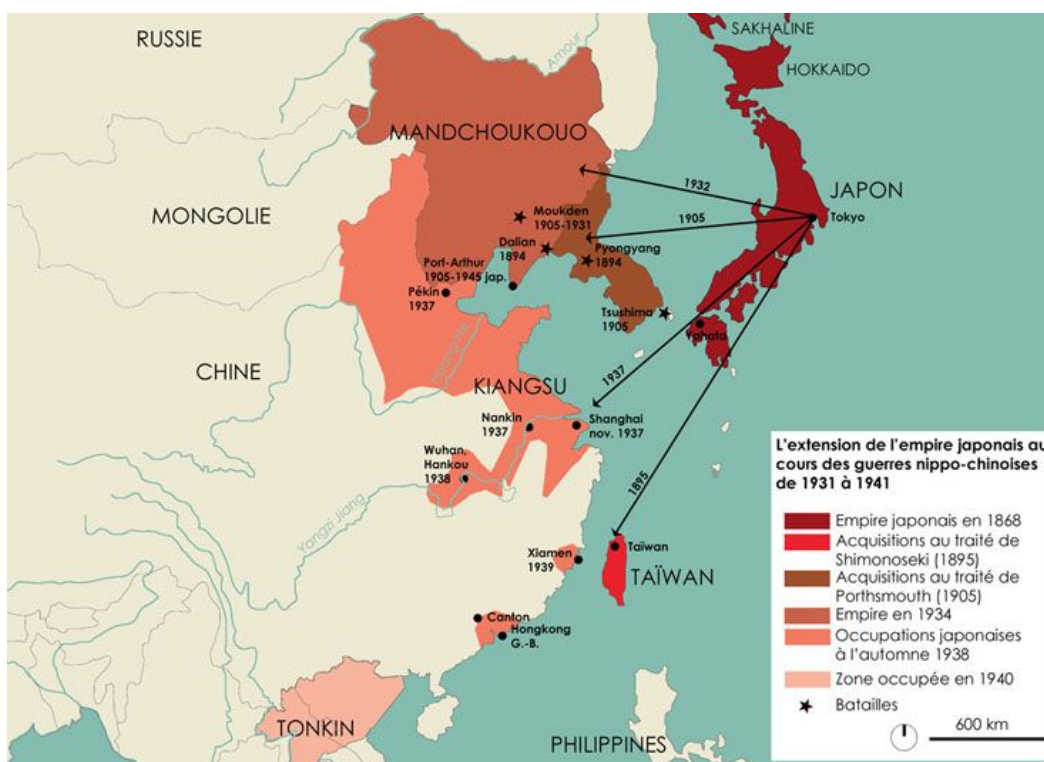 RUSSIE
SAKHALINE
HOKKAIDO
Amour
MANDCHOUKOUO
MONGOLIE
JAPON
Tokyo
1932
1905
Moukden
1905-1931
Dalian
1894
Pyongyang
1894
Port-Arthur
1905-1945 jap.
Pékin
1937
Tsushima
1905
Yahata
CHINE
KIANGSU
1937
Nankin
1937
Shanghai
nov. 1937
Wuhan,
Hankou
1938
Yangzi Jiang
1895
Xiamen
1939
Taïwan
TAÏWAN
Canton
Hongkong
G.-B.
TONKIN
PHILIPPINES
L'extension de l'empire japonais au
cours des guerres nippo-chinoises
de 1931 à 1941
Empire japonais en 1868
Acquisitions au traité de
Shimonoseki (1895)
Acquisitions au traité de
Porthsmouth (1905)
Empire en 1934
Occupations japonaises
à l'automne 1938
Zone occupée en 1940
Batailles
600 km